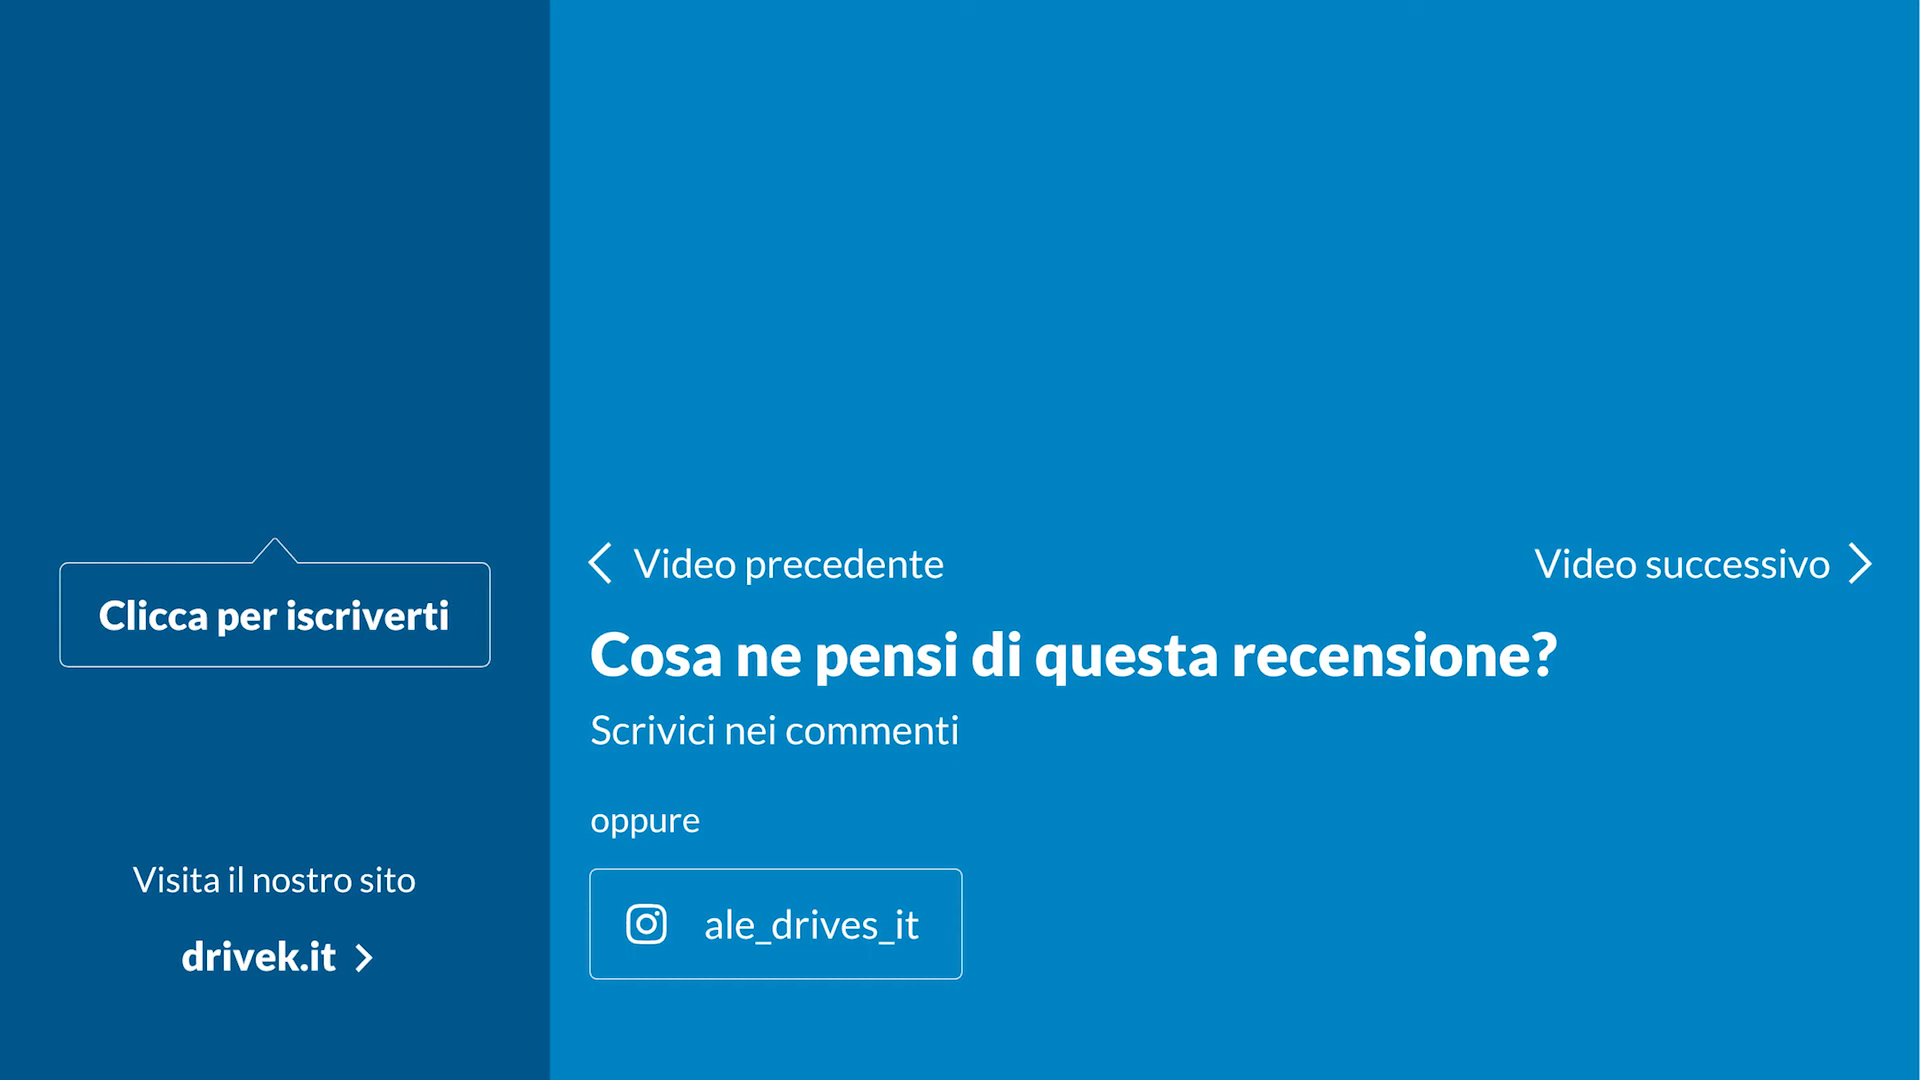 Clicca per iscriverti
Visita il nostro sito
drivek.it
Video precedente
Video successivo
Cosa ne pensi di questa recensione?
Scrivici nei commenti
oppure
ale_drives_it